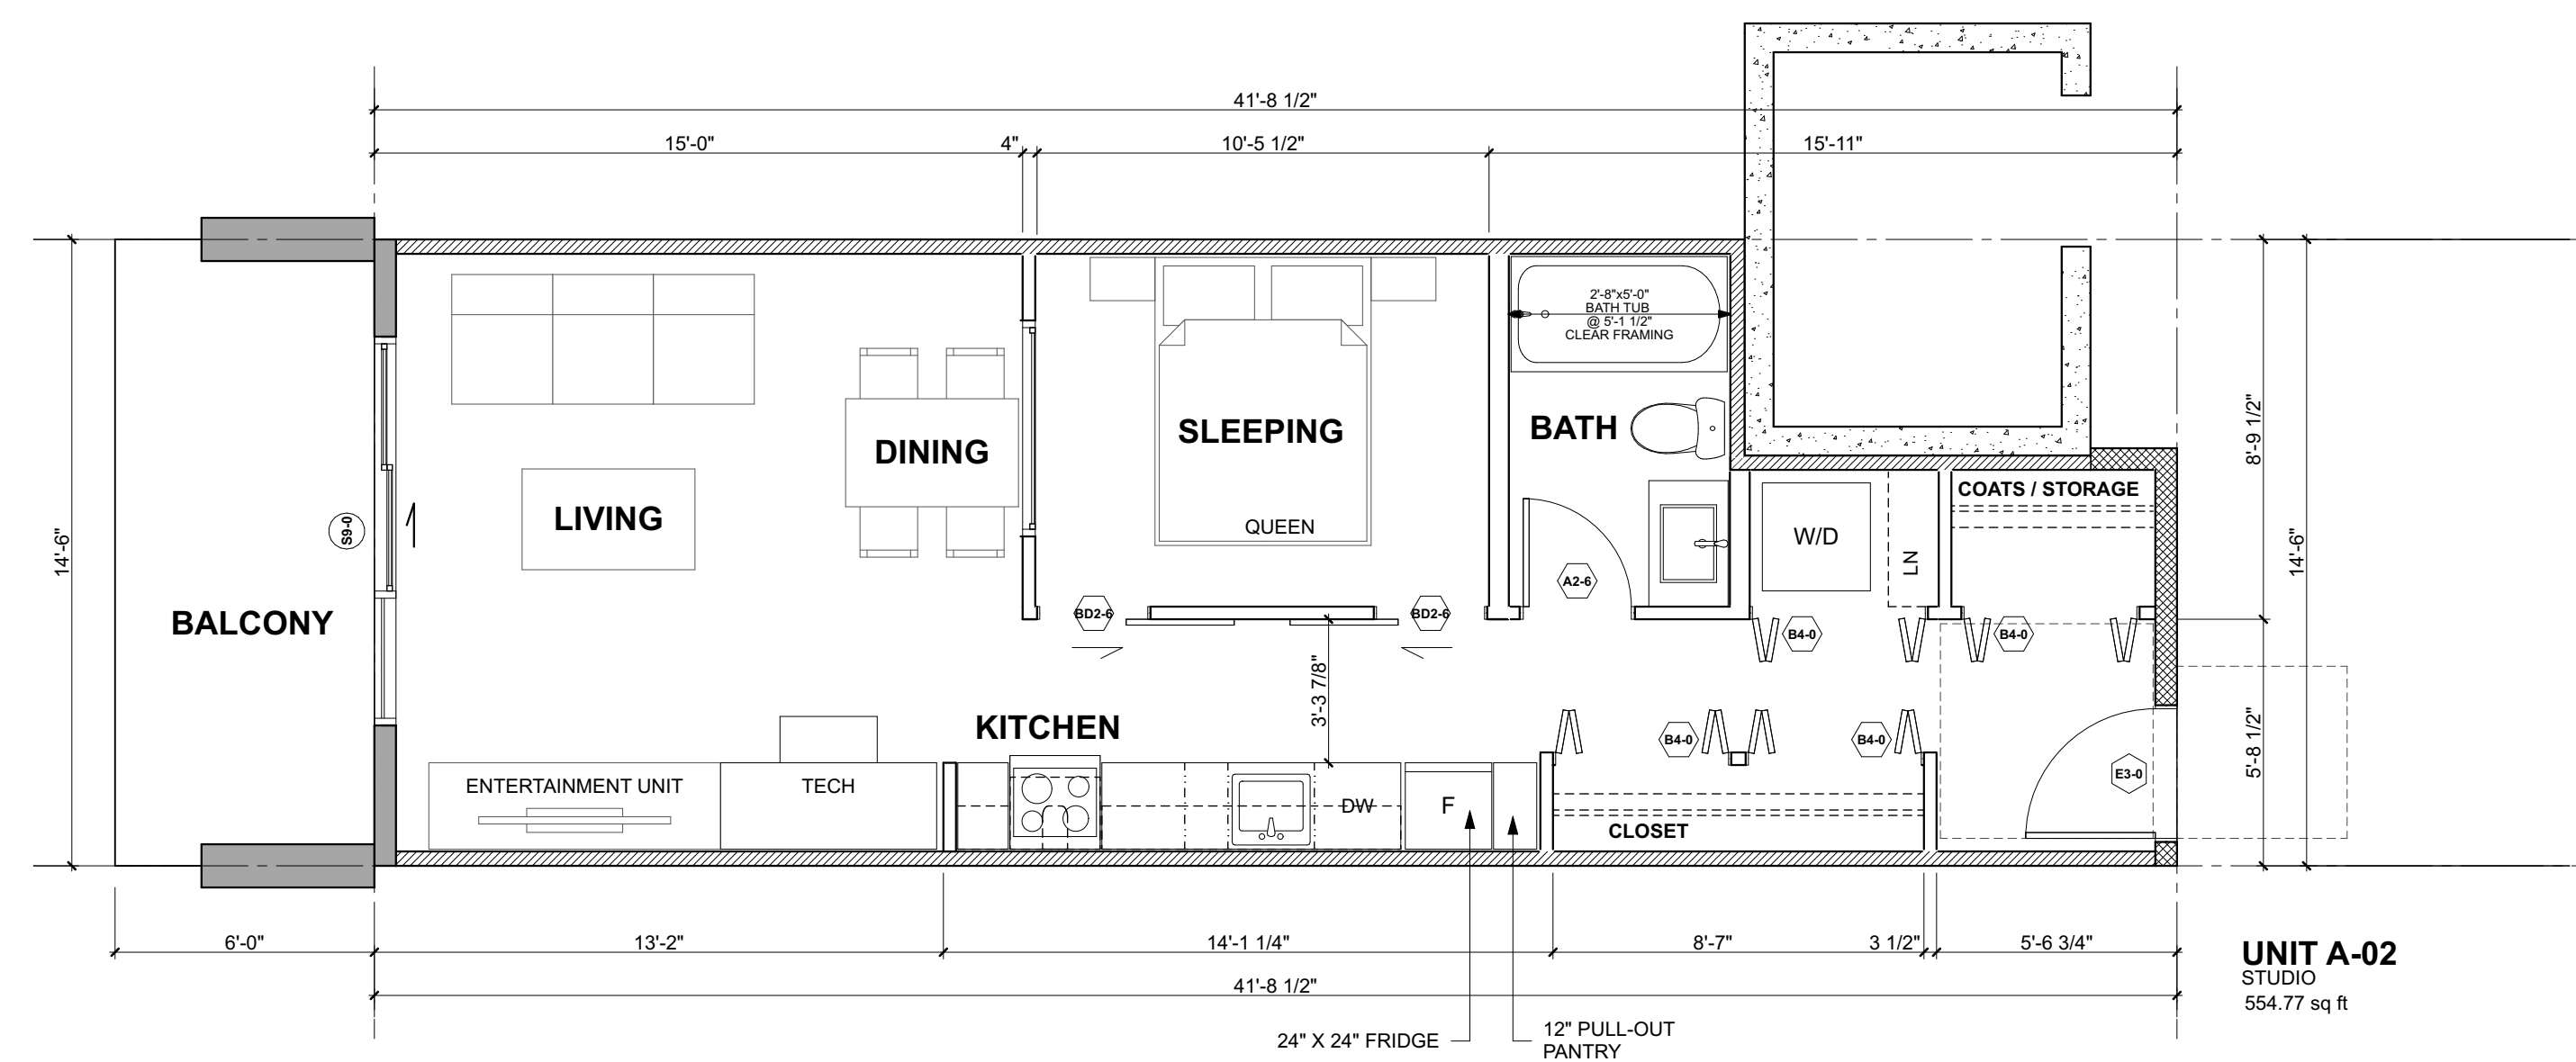 41'-8 1/2"
15'-0"
4"
10'-5 1/2"
15'-11"
2'-8"x5'-0"
BATH TUB
@ 5'-1 1/2"
CLEAR FRAMING
SLEEPING
BATH
DINING
LIVING
QUEEN
COATS / STORAGE
W/D
LN
S9-0
14'-6"
8'-9 1/2"
14'-6"
A2-6
BALCONY
BD2-6
BD2-6
B4-0
B4-0
3'-3 7/8"
KITCHEN
B4-0
B4-0
5'-8 1/2"
E3-0
ENTERTAINMENT UNIT
TECH
DW
F
CLOSET
6'-0"
13'-2"
14'-1 1/4"
8'-7"
3 1/2"
5'-6 3/4"
41'-8 1/2"
UNIT A-02
STUDIO
554.77 sq ft
24" X 24" FRIDGE
12" PULL-OUT
PANTRY